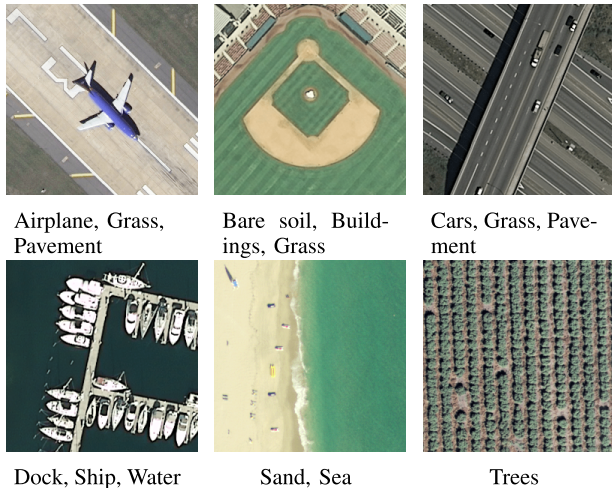 Airplane, Grass,
Pavement
Bare soil, Build-
ings, Grass
Cars, Grass, Pave-
ment
Dock, Ship, Water
Sand, Sea
Trees